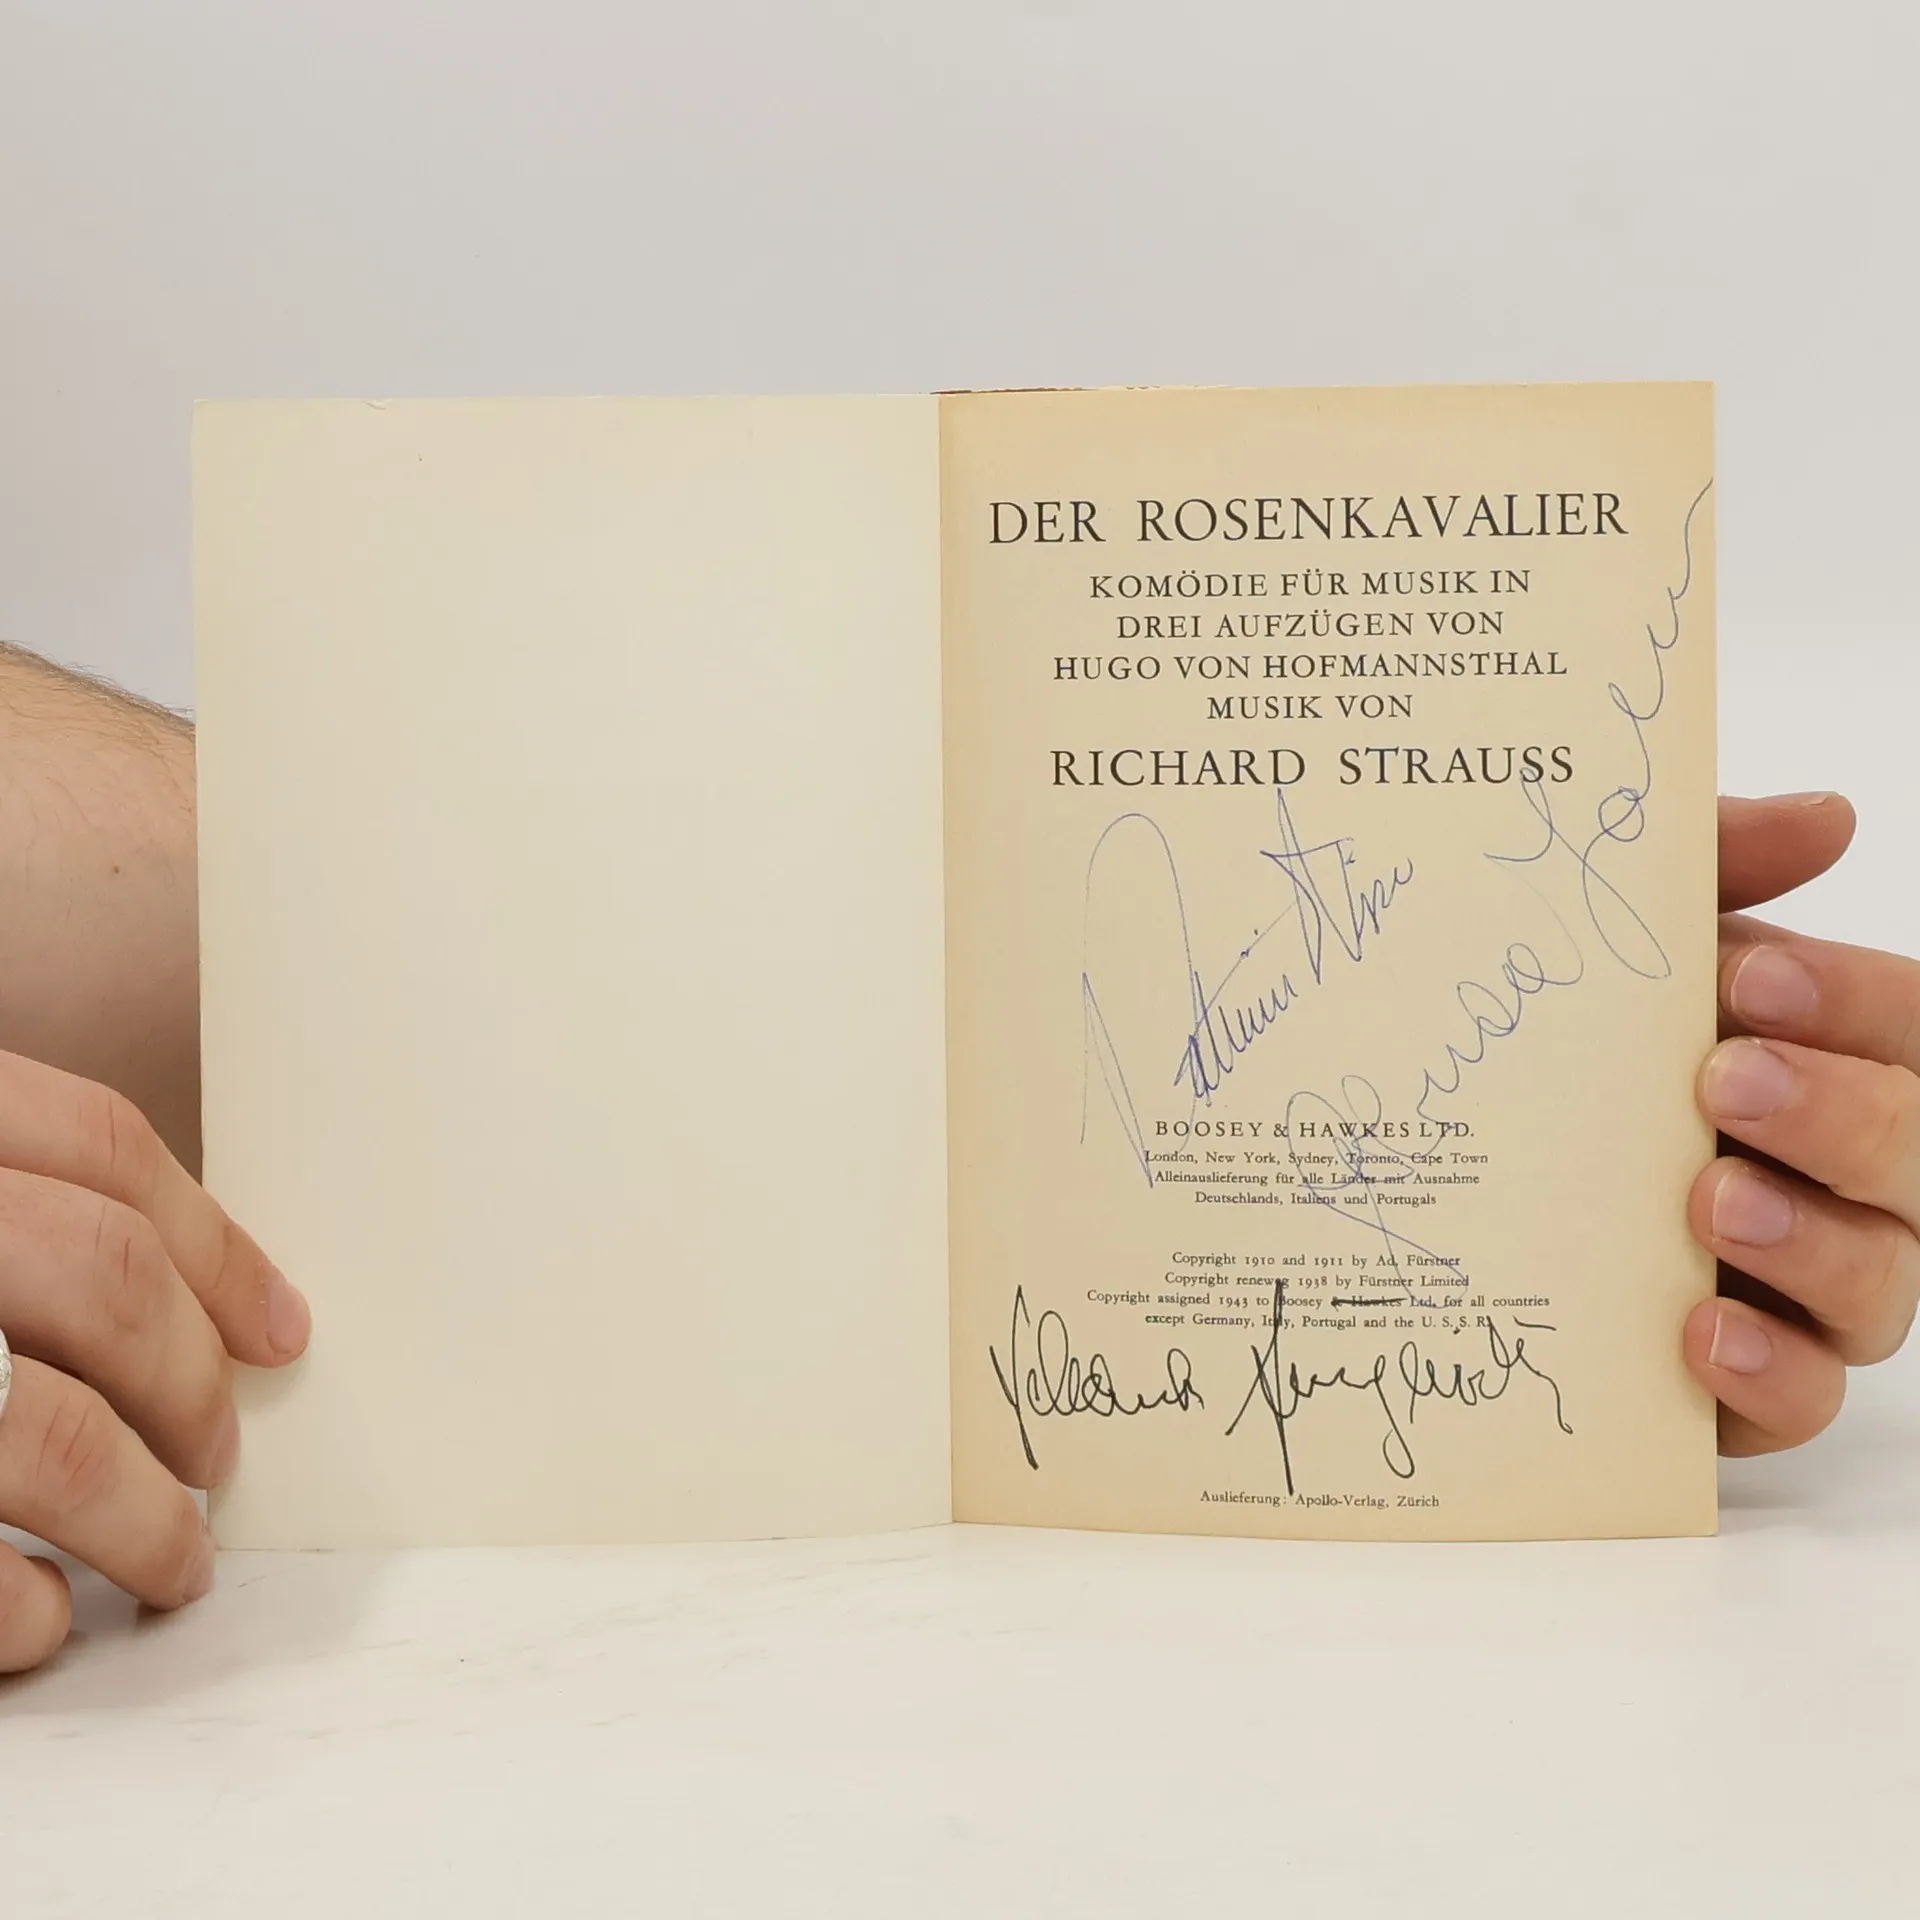 DER ROSENKAVALIER
KOMÖDIE FÜR MUSIK IN
DREI AUFZÜGEN VON
HUGO VON HOFMANNSTHAL
MUSIK VON
RICHARD STRAUSS
BOOSEY & HAWKES LTD.
London, New York, Sydney, Toronto, Cape Town
Alleinauslieferung für alle Länder mit Ausnahme
Deutschlands, Italiens und Portugals
Copyright 1910 and 1911 by Ad. Fürstner
Copyright renewed 1938 by Fürstner Limited
Copyright assigned 1943 to Boosey & Hawkes Ltd. for all countries
except Germany, Italy, Portugal and the U. S. S. R.
Auslieferung: Apollo-Verlag, Zürich